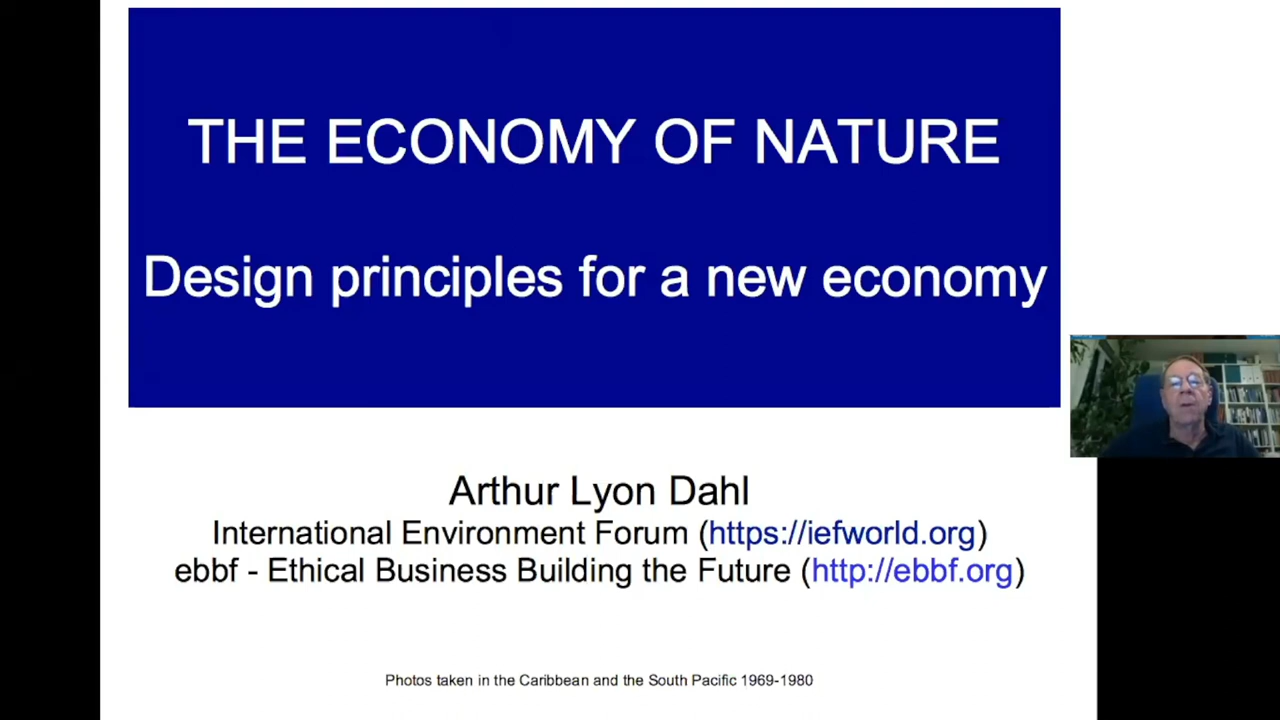 THE ECONOMY OF NATURE
Design principles for a new economy
Arthur Lyon Dahl
International Environment Forum (https://iefworld.org)
ebbf - Ethical Business Building the Future (http://ebbf.org)
Photos taken in the Caribbean and the South Pacific 1969-1980